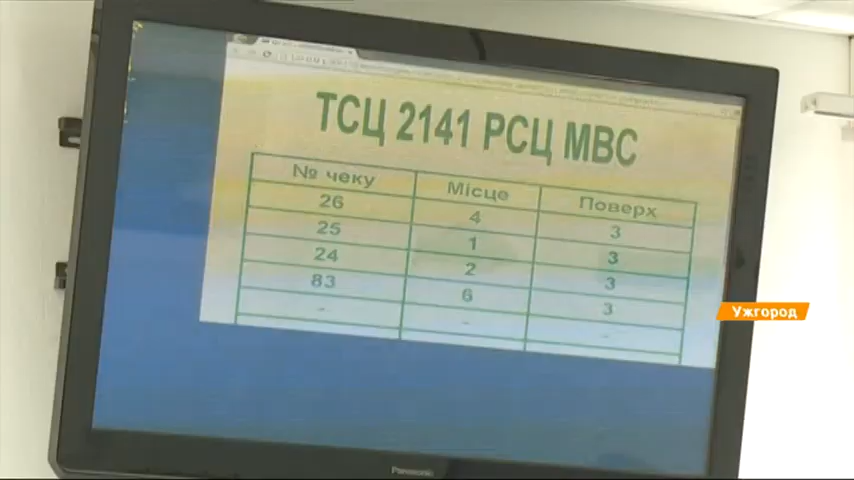 ТСЦ 2141 РСЦ МВС
№ чеку Місце Поверх
26 4 3
25 1 3
24 2 3
83 6 3
- - -
Ужгород
Panasonic